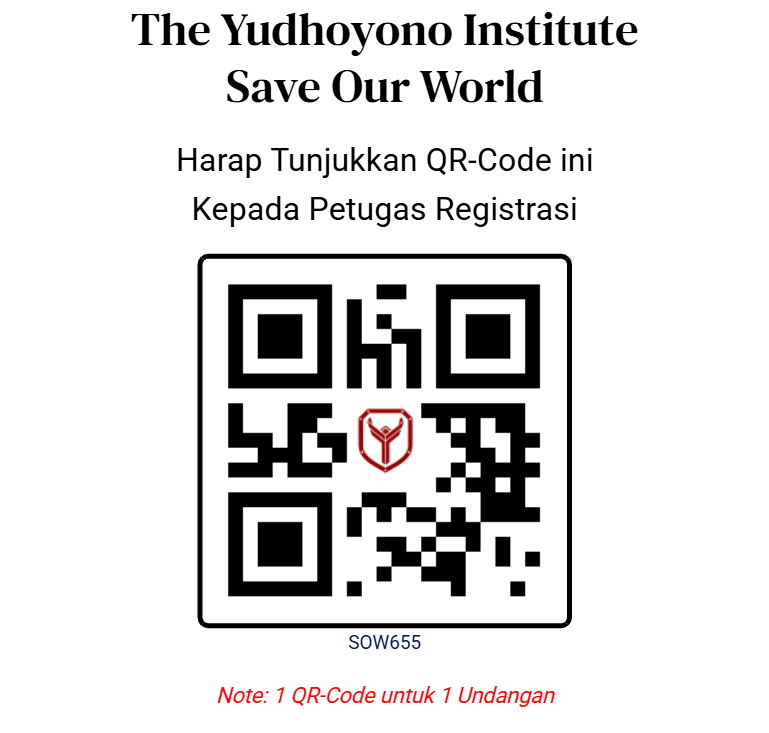 The Yudhoyono Institute
Save Our World
Harap Tunjukkan QR-Code ini
Kepada Petugas Registrasi
SOW655
Note: 1 QR-Code untuk 1 Undangan